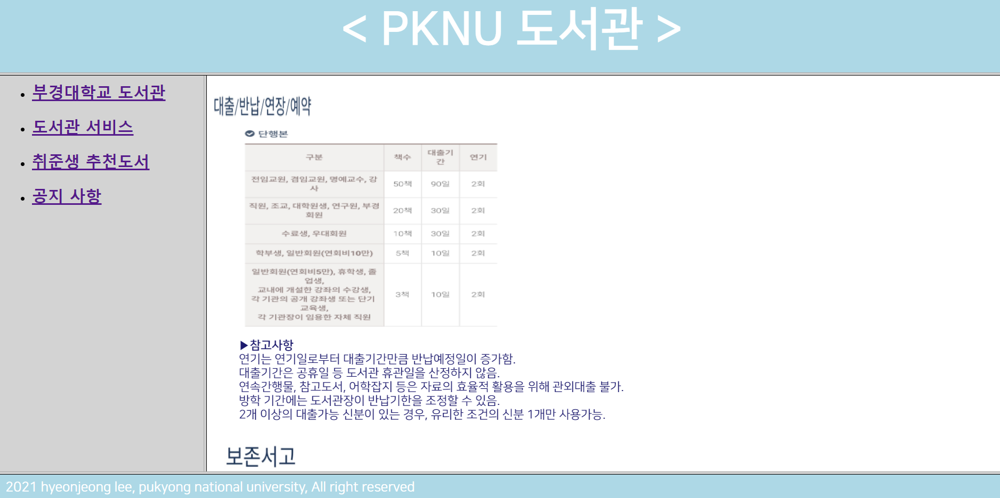 < PKNU 도서관 >
부경대학교 도서관
도서관 서비스
취준생 추천도서
공지 사항
대출/반납/연장/예약
단행본
구분 책수 대출기
간 연기
전임교원, 겸임교원, 명예교수, 강
사 50책 90일 2회
직원, 조교, 대학원생, 연구원, 부경
회원 20책 30일 2회
수료생, 우대회원 10책 30일 2회
학부생, 일반회원(연회비10만) 5책 10일 2회
일반회원(연회비5만), 휴학생, 졸
업생,
교내에 개설한 강좌의 수강생,
각 기관의 공개 강좌생 또는 단기
교육생,
각 기관장이 임용한 자체 직원 3책 10일 2회
▶참고사항
연기는 연기일로부터 대출기간만큼 반납예정일이 증가함.
대출기간은 공휴일 등 도서관 휴관일을 산정하지 않음.
연속간행물, 참고도서, 어학잡지 등은 자료의 효율적 활용을 위해 관외대출 불가.
방학 기간에는 도서관장이 반납기한을 조정할 수 있음.
2개 이상의 대출가능 신분이 있는 경우, 유리한 조건의 신분 1개만 사용가능.
보존서고
2021 hyeonjeong lee, pukyong national university, All right reserved